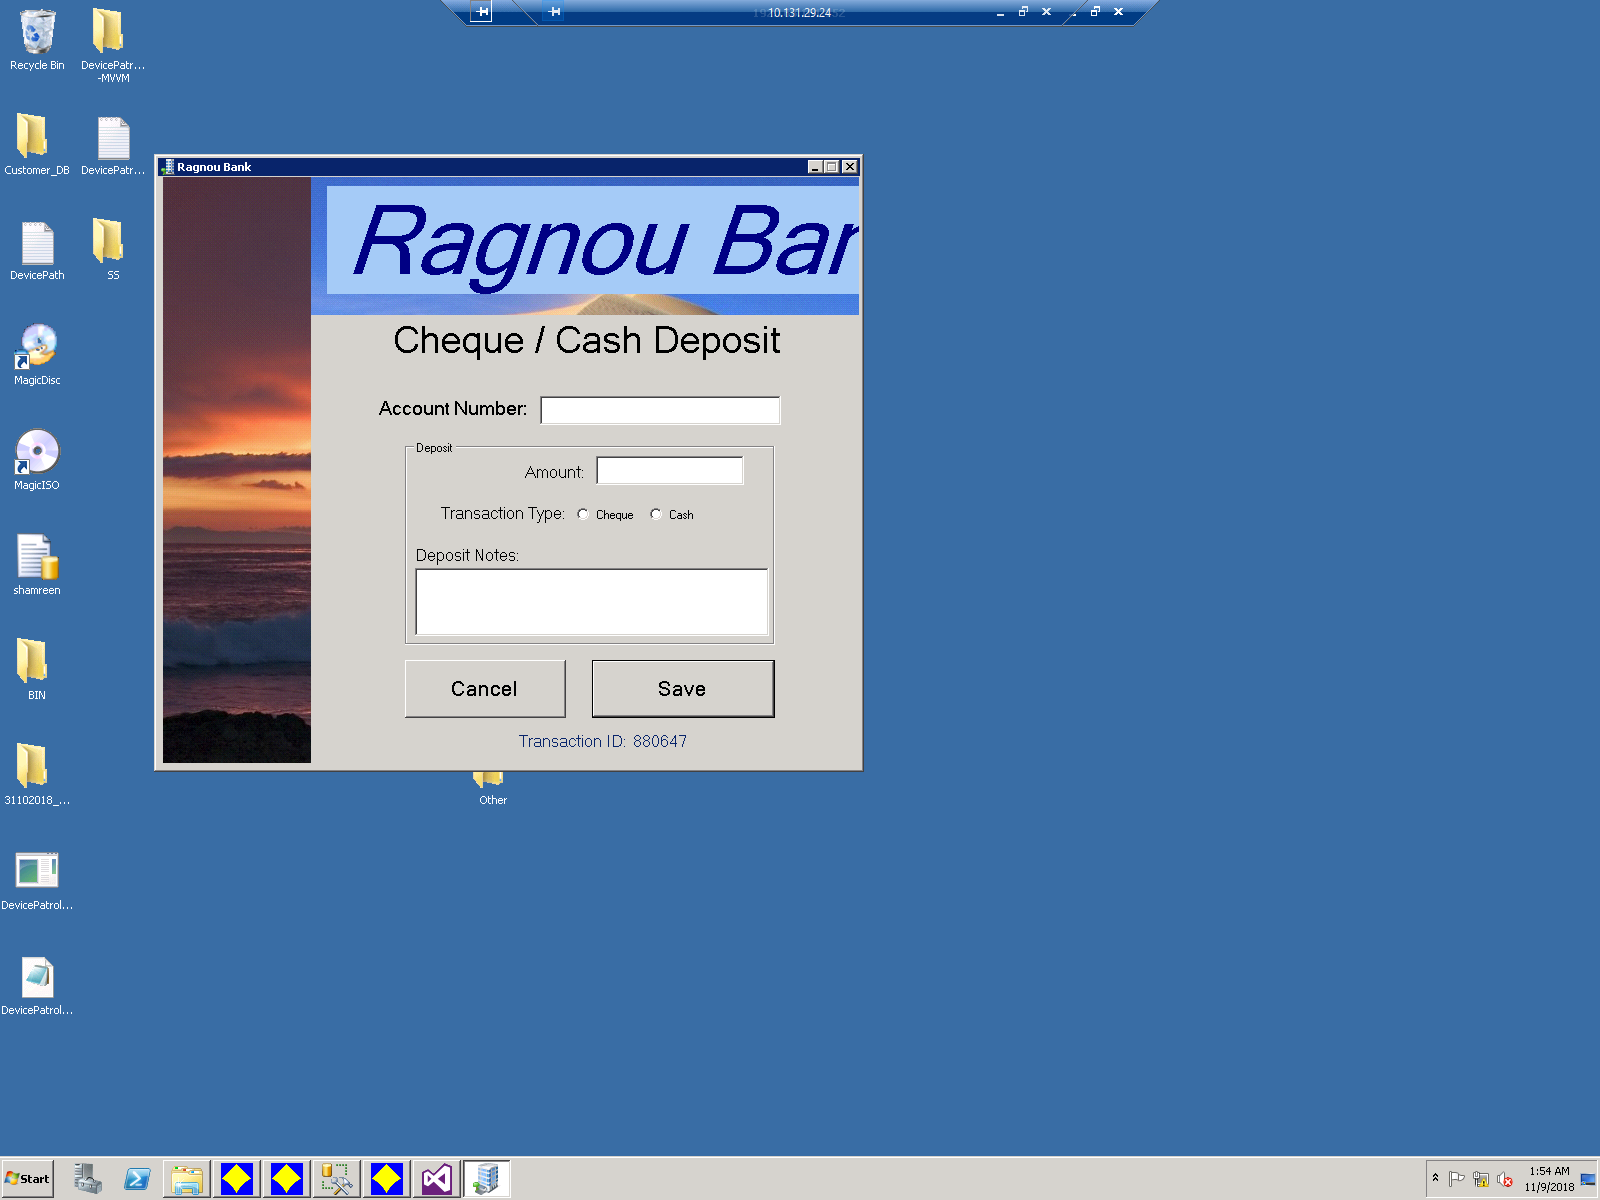 10.131.29.24
Recycle Bin
DevicePatr...
-MVVM
Customer_DB
DevicePatr...
DevicePath
SS
MagicDisc
MagicISO
shamreen
BIN
31102018_...
DevicePatrol...
DevicePatrol...
Other
Ragnou Bank
Ragnou Ban
Cheque / Cash Deposit
Account Number:
Deposit
Amount:
Transaction Type: Cheque Cash
Deposit Notes:
Cancel Save
Transaction ID: 880647
Start
1:54 AM
11/9/2018